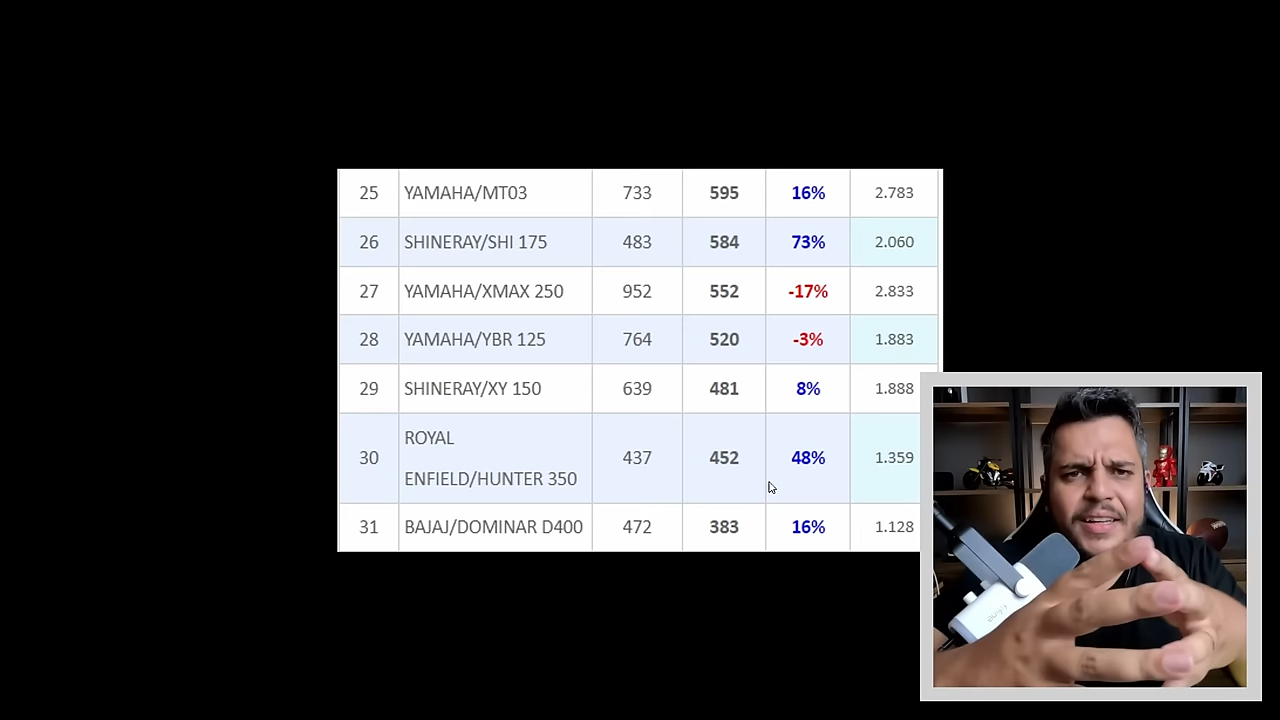 25 YAMAHA/MT03 733 595 16% 2.783
26 SHINERAY/SHI 175 483 584 73% 2.060
27 YAMAHA/XMAX 250 952 552 -17% 2.833
28 YAMAHA/YBR 125 764 520 -3% 1.883
29 SHINERAY/XY 150 639 481 8% 1.888
ROYAL
30 437 452 48% 1.359
ENFIELD/HUNTER 350
31 BAJAJ/DOMINAR D400 472 383 16% 1.128